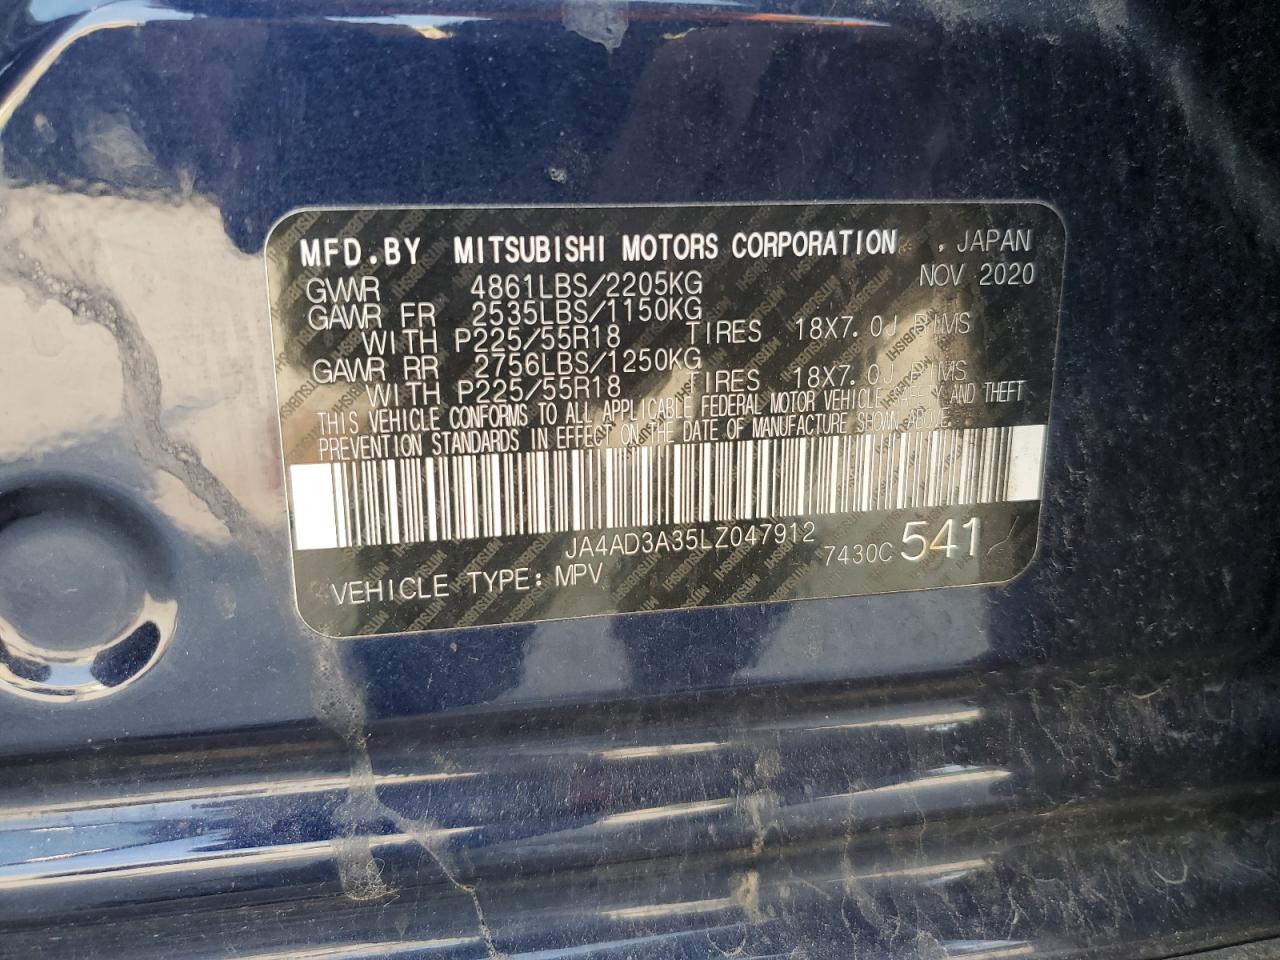 MFD.BY MITSUBISHI MOTORS CORPORATION , JAPAN
GVWR 4861LBS/2205KG NOV 2020
GAWR FR 2535LBS/1150KG
WITH P225/55R18 TIRES 18X7.0J RIMS
GAWR RR 2756LBS/1250KG
WITH P225/55R18 TIRES 18X7.0J RIMS
THIS VEHICLE CONFORMS TO ALL APPLICABLE FEDERAL MOTOR VEHICLE SAFETY AND THEFT
PREVENTION STANDARDS IN EFFECT ON THE DATE OF MANUFACTURE SHOWN ABOVE
JA4AD3A35LZ047912
7430C 541
VEHICLE TYPE: MPV